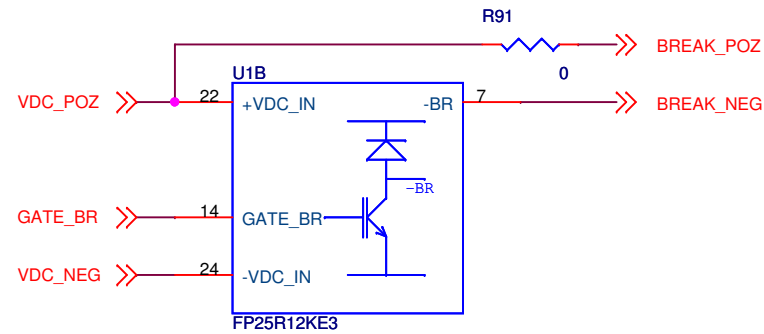 R91
BREAK_POZ
0
U1B
VDC_POZ
22
+VDC_IN
-BR
7
BREAK_NEG
-BR
GATE_BR
14
GATE_BR
VDC_NEG
24
-VDC_IN
FP25R12KE3